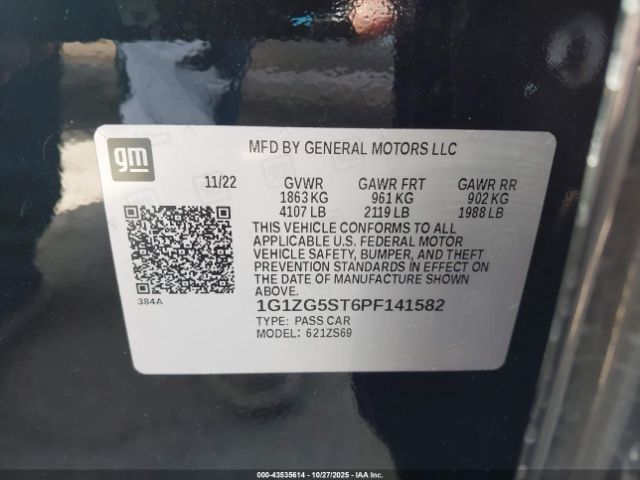 gm
MFD BY GENERAL MOTORS LLC
11/22 GVWR GAWR FRT GAWR RR
1863 KG 961 KG 902 KG
4107 LB 2119 LB 1988 LB
THIS VEHICLE CONFORMS TO ALL
APPLICABLE U.S. FEDERAL MOTOR
VEHICLE SAFETY, BUMPER, AND THEFT
PREVENTION STANDARDS IN EFFECT ON
THE DATE OF MANUFACTURE SHOWN
ABOVE.
384A
1G1ZG5ST6PF141582
TYPE: PASS CAR
MODEL: 621ZS69
000-43535614 - 10/27/2025 - IAA Inc.